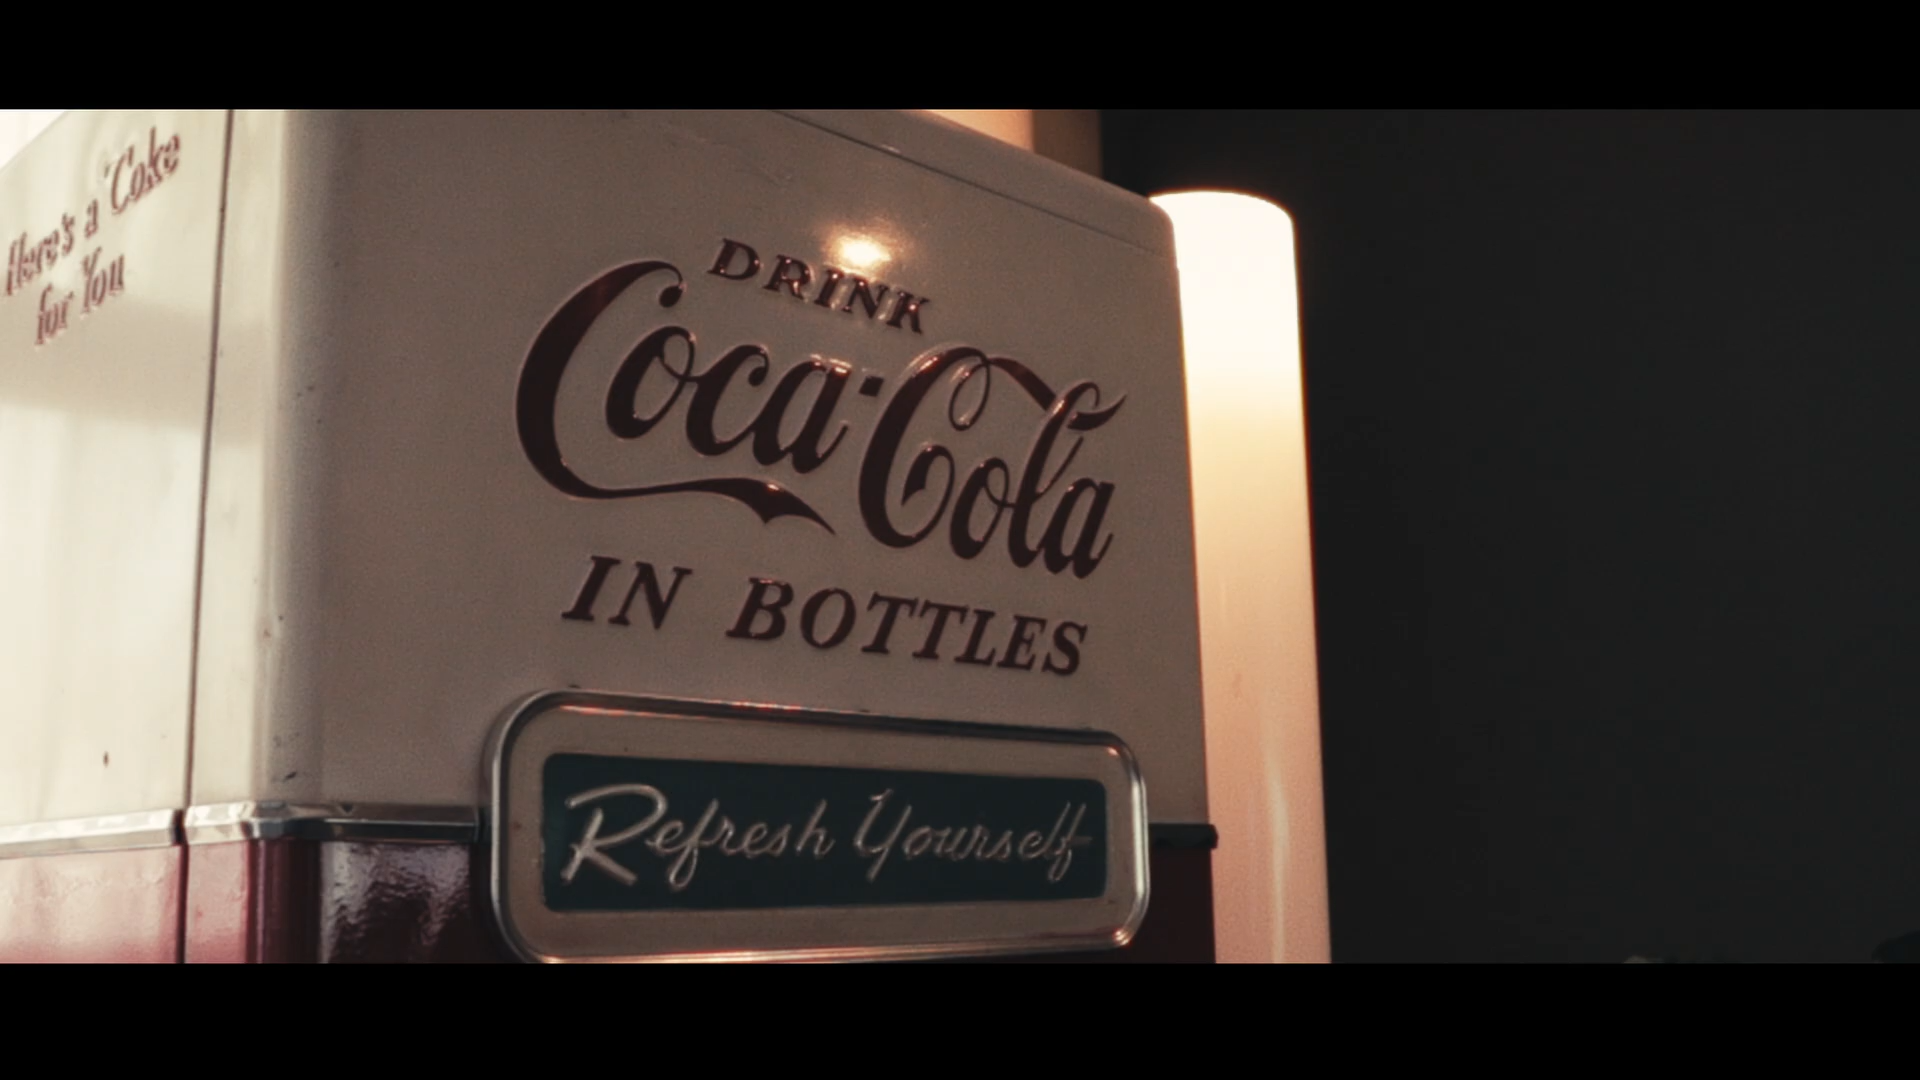 Here's a Coke
for You
DRINK
Coca-Cola
IN BOTTLES
Refresh Yourself